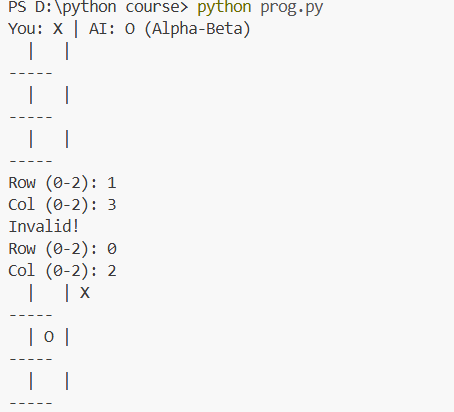 PS D:\python course> python prog.py
You: X | AI: O (Alpha-Beta)
  |   |
-----
  |   |
-----
  |   |
-----
Row (0-2): 1
Col (0-2): 3
Invalid!
Row (0-2): 0
Col (0-2): 2
  |   | X
-----
  | O |
-----
  |   |
-----